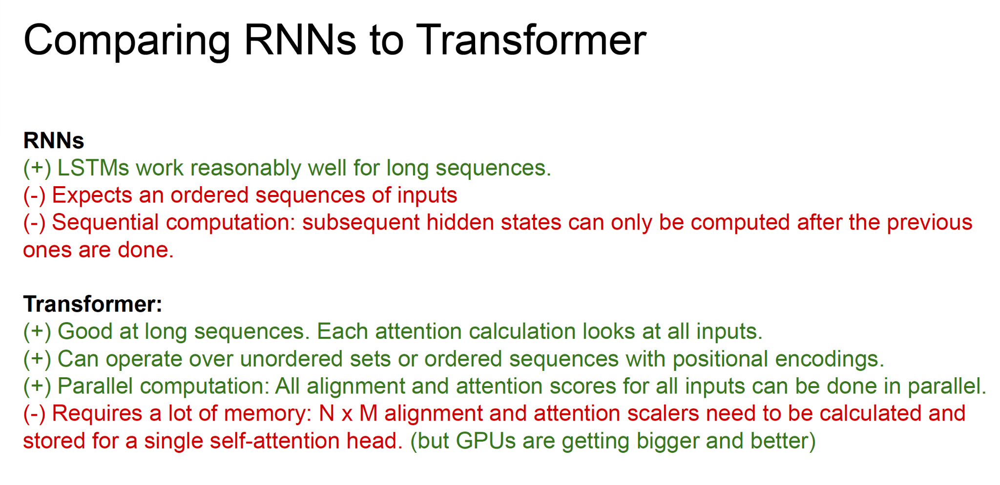 Comparing RNNs to Transformer
RNNs
(+) LSTMs work reasonably well for long sequences.
(-) Expects an ordered sequences of inputs
(-) Sequential computation: subsequent hidden states can only be computed after the previous
ones are done.
Transformer:
(+) Good at long sequences. Each attention calculation looks at all inputs.
(+) Can operate over unordered sets or ordered sequences with positional encodings.
(+) Parallel computation: All alignment and attention scores for all inputs can be done in parallel.
(-) Requires a lot of memory: N x M alignment and attention scalers need to be calculated and
stored for a single self-attention head. (but GPUs are getting bigger and better)